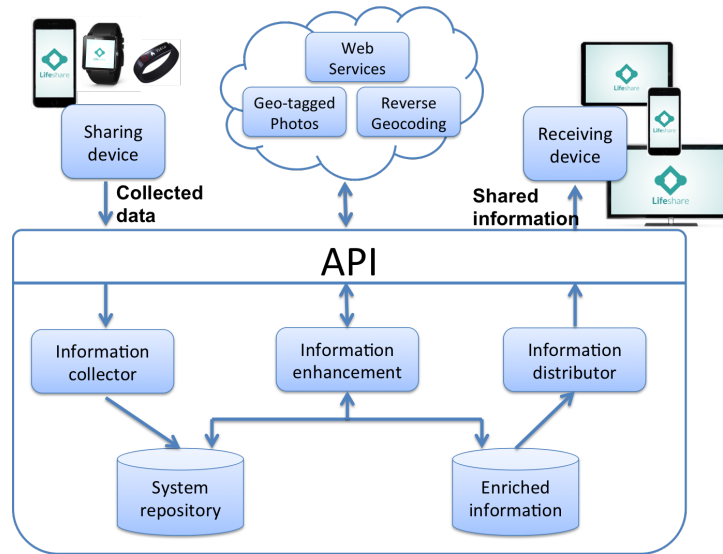 Web
Services
Geo-tagged
Photos
Reverse
Geocoding
Lifeshare
Lifeshare
Sharing
device
Receiving
device
Lifeshare
Lifeshare
Lifeshare
Collected
data
Shared
information
API
Information
collector
Information
enhancement
Information
distributor
System
repository
Enriched
information